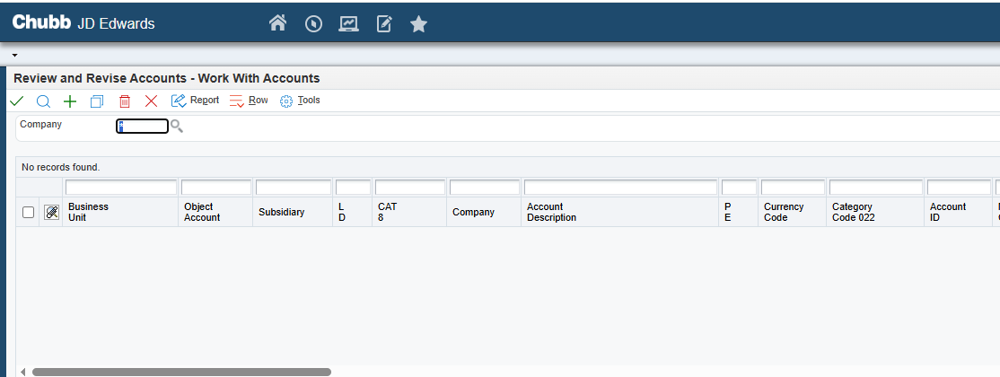 Chubb JD Edwards
Review and Revise Accounts - Work With Accounts
Report Row Tools
Company *
No records found.
Business Unit
Object Account
Subsidiary
L D
CAT 8
Company
Account Description
P E
Currency Code
Category Code 022
Account ID